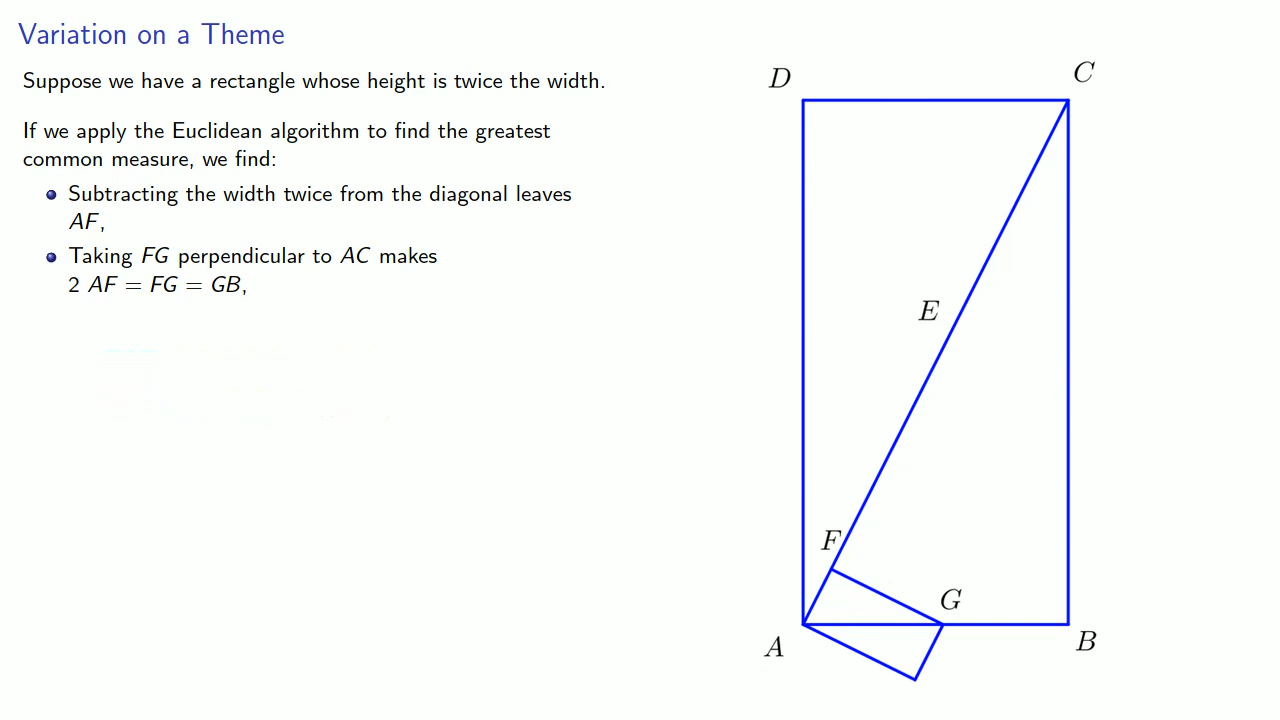 Variation on a Theme
Suppose we have a rectangle whose height is twice the width.
If we apply the Euclidean algorithm to find the greatest
common measure, we find:
Subtracting the width twice from the diagonal leaves
AF,
Taking FG perpendicular to AC makes
2 AF = FG = GB,
D
C
E
F
G
A
B